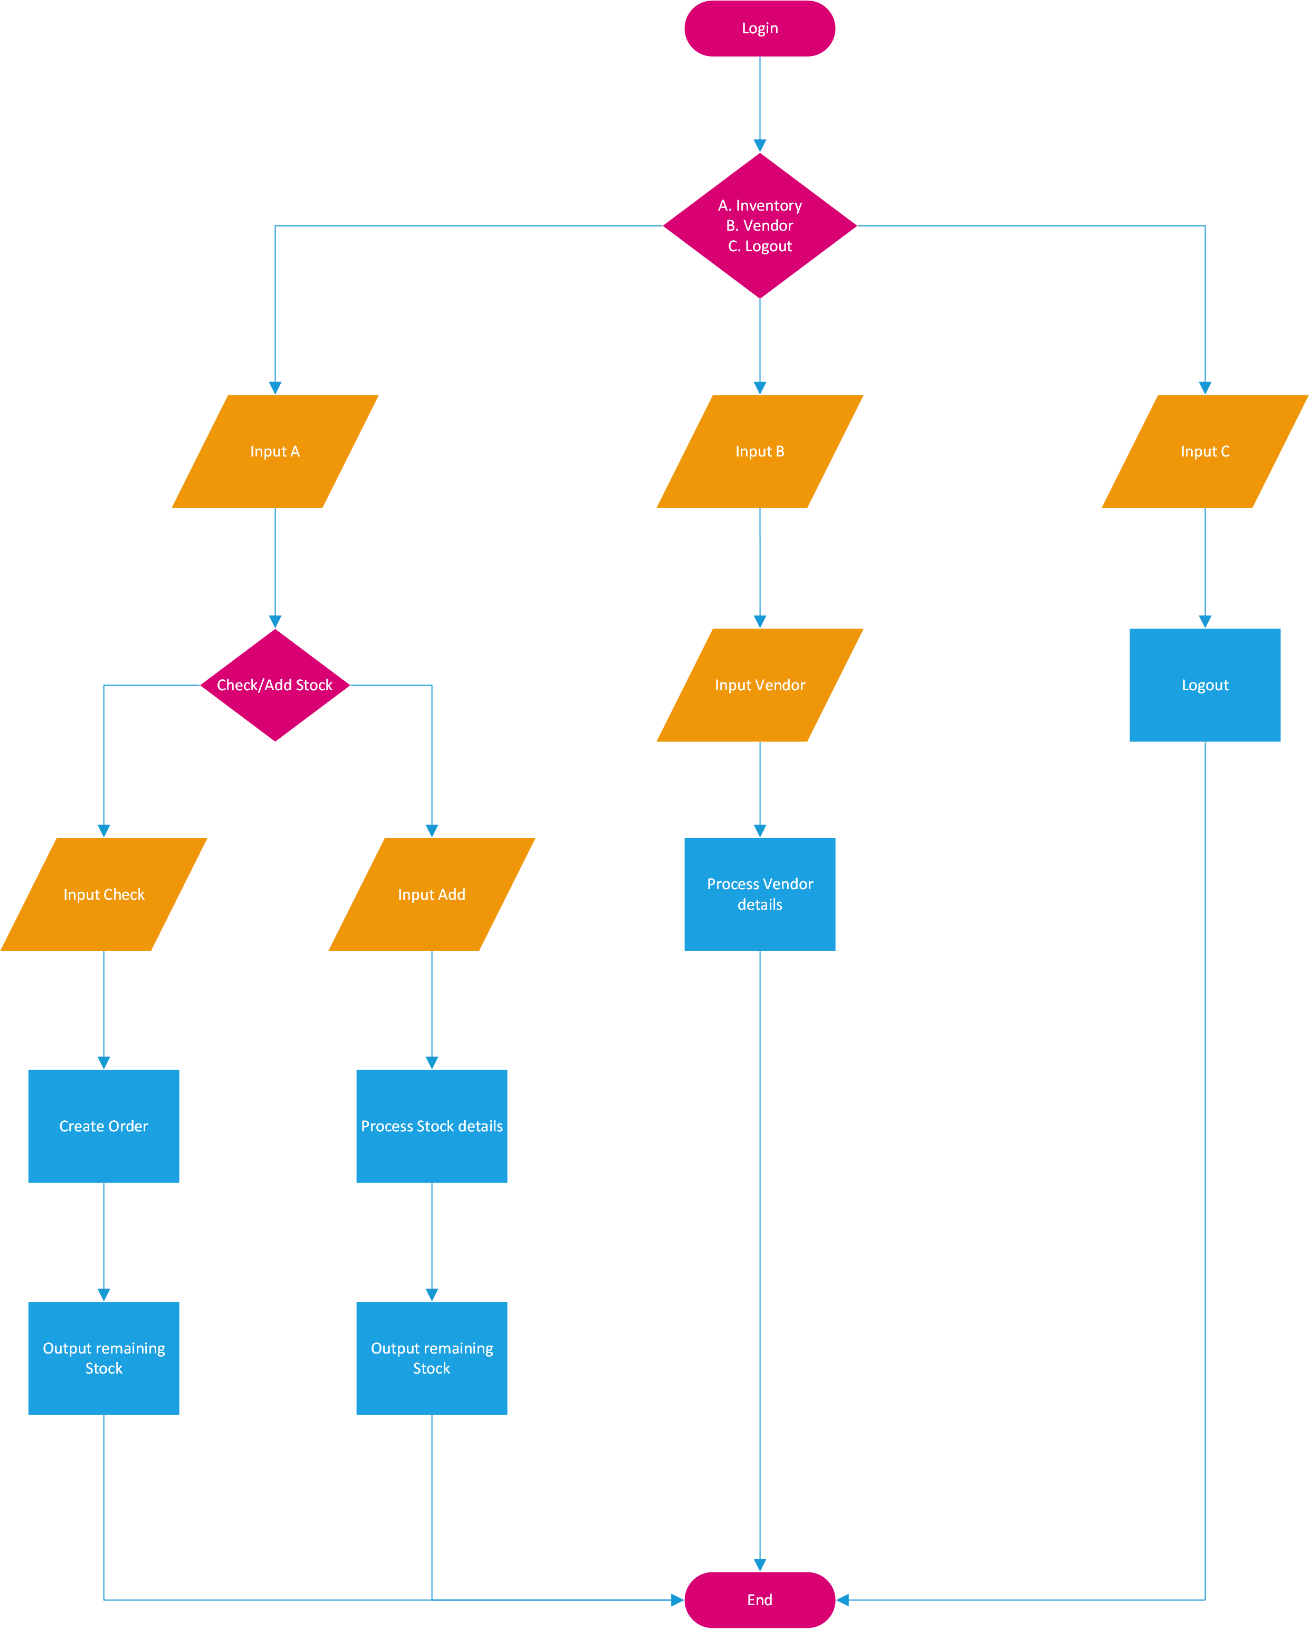 Login
A. Inventory
B. Vendor
C. Logout
Input A
Input B
Input C
Check/Add Stock
Input Vendor
Logout
Input Check
Input Add
Process Vendor
details
Create Order
Process Stock details
Output remaining
Stock
Output remaining
Stock
End